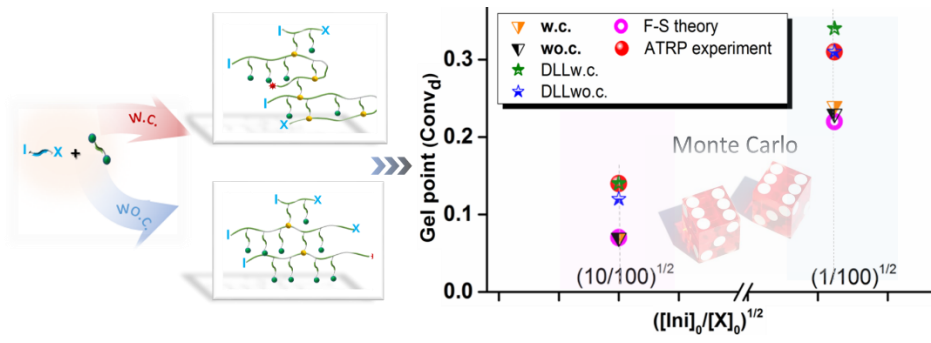 I
X
I
X
I
X
+
w.c.
wo.c.
I
X
I
X
I
w.c.
wo.c.
DLLw.c.
DLLwo.c.
F-S theory
ATRP experiment
Gel point (Conv_d)
0.3
0.2
0.1
0.0
Monte Carlo
(10/100)^1/2
(1/100)^1/2
([Ini]_0/[X]_0)^1/2